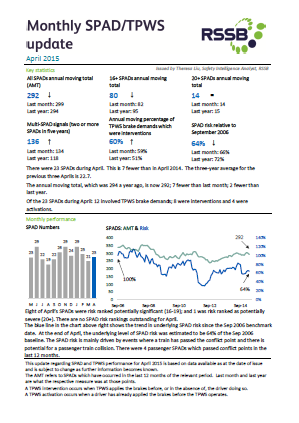 Monthly SPAD/TPWS
update
RSSB
April 2015
Issued by Thomas Liu, Safety Intelligence Analyst, RSSB
Key statistics
All SPADs annual moving total (AMT)
292 ↓
Last month: 299
Last year: 294
16+ SPADs annual moving total
80 ↓
Last month: 82
Last year: 95
20+ SPADs annual moving total
14 =
Last month: 14
Last year: 15
Multi-SPAD signals (two or more SPADs in five years)
136 ↑
Last month: 134
Last year: 118
Annual moving percentage of TPWS brake demands which were interventions
60% ↑
Last month: 59%
Last year: 51%
SPAD risk relative to September 2006
64% ↓
Last month: 66%
Last year: 72%
There were 23 SPADs during April. This is 7 fewer than in April 2014. The three-year average for the
previous three Aprils is 23.7.
The annual moving total, which was 294 a year ago, is now 292; 7 fewer than last month; 2 fewer than
last year.
Of the 23 SPADs during April: 12 involved TPWS brake demands; 8 were interventions and 4 were
activations.
Monthly performance
SPAD Numbers
M J J A S O N D J F M A
SPADs: AMT & Risk
400
350
300
250
200
150
100
50
0
292
100%
64%
160%
140%
120%
100%
80%
60%
40%
20%
0%
Sep-06
Sep-08
Sep-10
Sep-12
Sep-14
Eight of April's SPADs were risk ranked potentially significant (16-19); and 1 was risk ranked as potentially
severe (20+). There are no SPAD risk rankings outstanding for April.
The blue line in the chart above right shows the trend in underlying SPAD risk since the Sep 2006 benchmark
date. At the end of April, the underlying level of SPAD risk was estimated to be 64% of the Sep 2006
baseline. The SPAD risk is mainly driven by events where a train has passed the conflict point and there is
potential for a passenger train collision. There were 4 passenger SPADs which passed conflict points in the
last 12 months.
This update regarding SPAD and TPWS performance for April 2015 is based on data available as at the date of issue
and is subject to change as further information becomes known.
The AMT refers to SPADs which have occurred in the last 12 months of the relevant period. Last month and last year
are what the respective measure was at those points.
A TPWS intervention occurs when TPWS applies the brakes before, or in the absence of, the driver doing so.
A TPWS activation occurs when a driver has already applied the brakes before the TPWS operates.